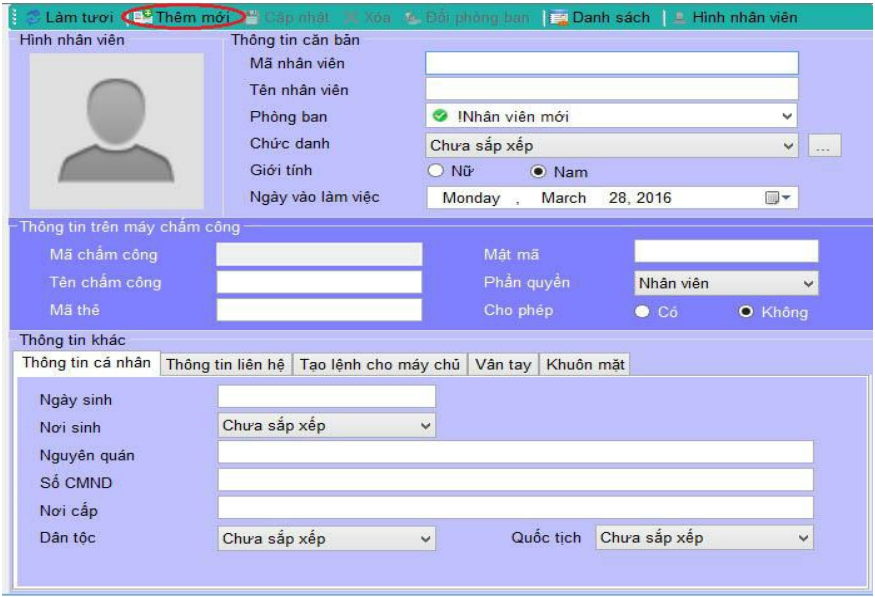 Làm tươi Thêm mới Cập nhật Xóa Đổi phòng ban Danh sách Hình nhân viên
Hình nhân viên
Thông tin căn bản
Mã nhân viên
Tên nhân viên
Phòng ban !Nhân viên mới
Chức danh Chưa sắp xếp ...
Giới tính Nữ Nam
Ngày vào làm việc Monday , March 28, 2016
Thông tin trên máy chấm công
Mã chấm công Mật mã
Tên chấm công Phần quyền Nhân viên
Mã thẻ Cho phép Có Không
Thông tin khác
Thông tin cá nhân Thông tin liên hệ Tạo lệnh cho máy chủ Vân tay Khuôn mặt
Ngày sinh
Nơi sinh Chưa sắp xếp
Nguyên quán
Số CMND
Nơi cấp
Dân tộc Chưa sắp xếp Quốc tịch Chưa sắp xếp